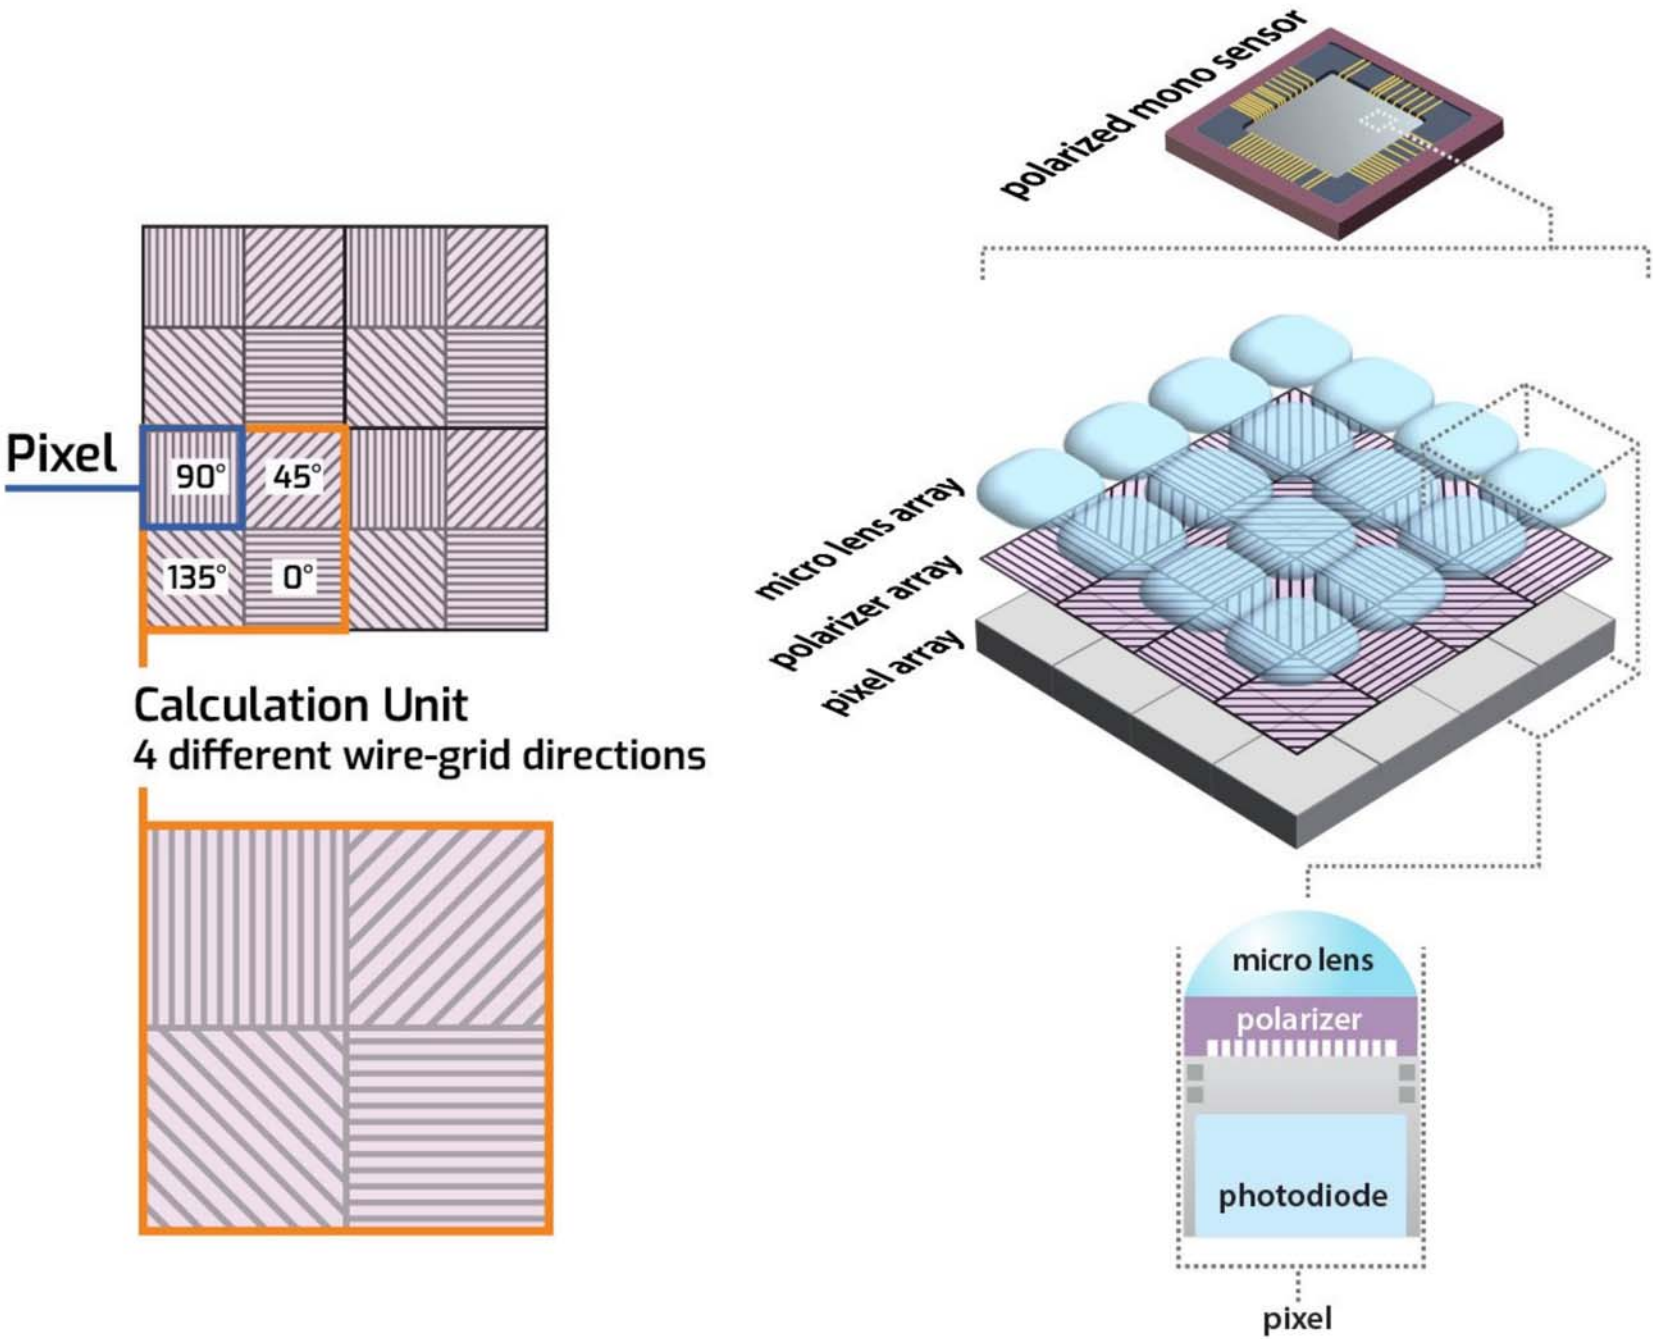 Pixel
90°
45°
135°
0°
Calculation Unit
4 different wire-grid directions
polarized mono sensor
micro lens array
polarizer array
pixel array
micro lens
polarizer
photodiode
pixel